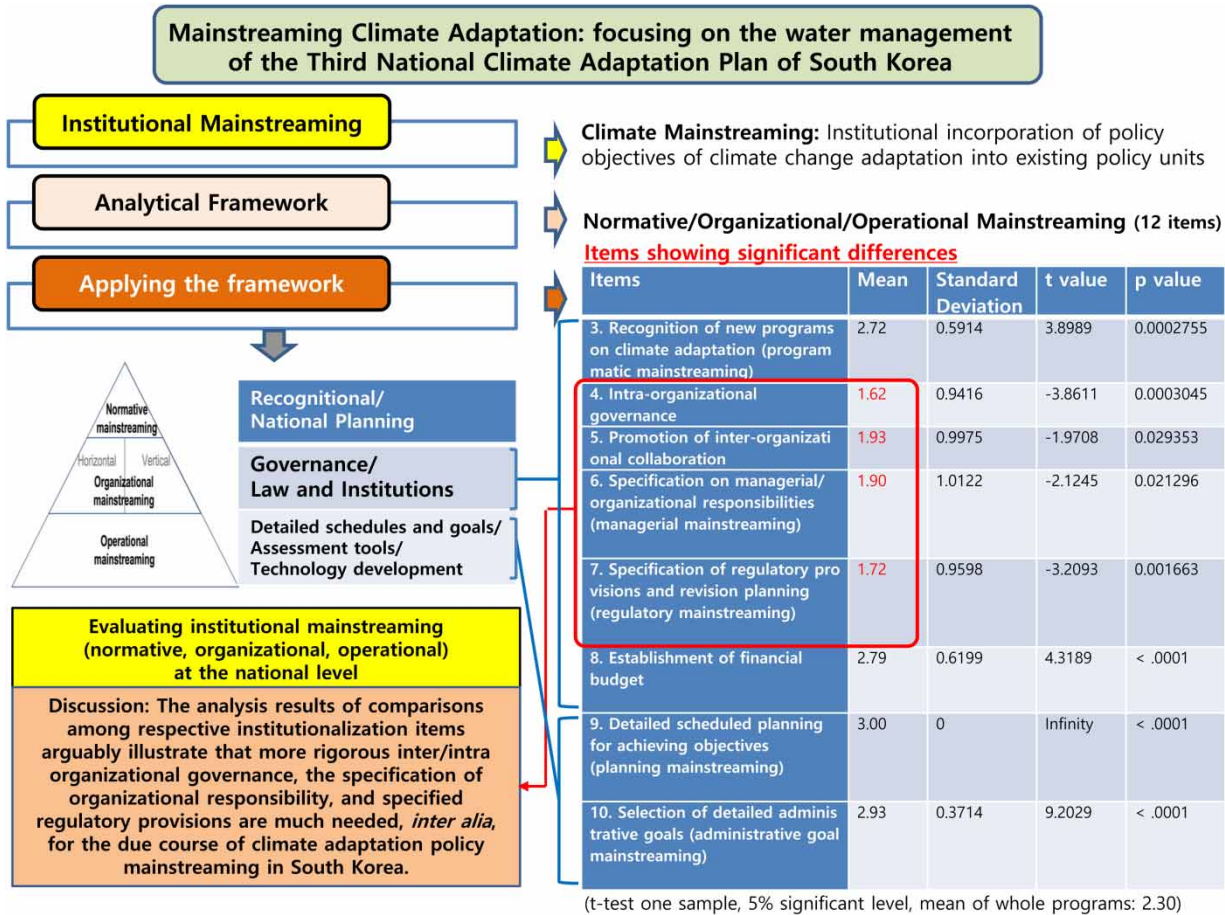 Mainstreaming Climate Adaptation: focusing on the water management
of the Third National Climate Adaptation Plan of South Korea
Institutional Mainstreaming
Climate Mainstreaming: Institutional incorporation of policy
objectives of climate change adaptation into existing policy units
Analytical Framework
Normative/Organizational/Operational Mainstreaming (12 items)
Applying the framework
Items showing significant differences
Items Mean Standard t value p value
Deviation
3. Recognition of new programs 2.72 0.5914 3.8989 0.0002755
on climate adaptation (program
matic mainstreaming)
4. Intra-organizational 1.62 0.9416 -3.8611 0.0003045
governance
5. Promotion of inter-organizati 1.93 0.9975 -1.9708 0.029353
onal collaboration
6. Specification on managerial/ 1.90 1.0122 -2.1245 0.021296
organizational responsibilities
(managerial mainstreaming)
7. Specification of regulatory pro 1.72 0.9598 -3.2093 0.001663
visions and revision planning
(regulatory mainstreaming)
8. Establishment of financial 2.79 0.6199 4.3189 < .0001
budget
9. Detailed scheduled planning 3.00 0 Infinity < .0001
for achieving objectives
(planning mainstreaming)
10. Selection of detailed adminis 2.93 0.3714 9.2029 < .0001
trative goals (administrative goal
mainstreaming)
(t-test one sample, 5% significant level, mean of whole programs: 2.30)
Normative
mainstreaming
Horizontal Vertical
Organizational
mainstreaming
Operational
mainstreaming
Recognitional/
National Planning
Governance/
Law and Institutions
Detailed schedules and goals/
Assessment tools/
Technology development
Evaluating institutional mainstreaming
(normative, organizational, operational)
at the national level
Discussion: The analysis results of comparisons
among respective institutionalization items
arguably illustrate that more rigorous inter/intra
organizational governance, the specification of
organizational responsibility, and specified
regulatory provisions are much needed, inter alia,
for the due course of climate adaptation policy
mainstreaming in South Korea.